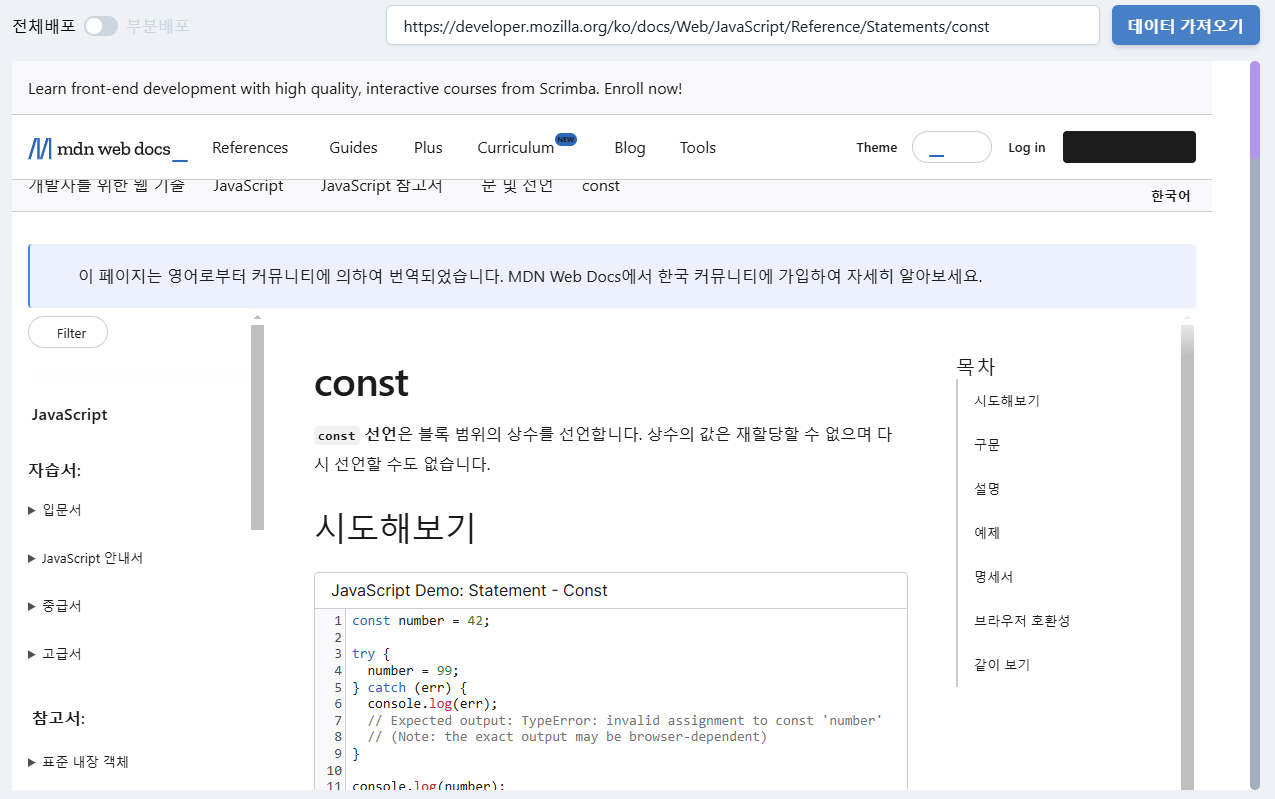 전체배포 부분배포 https://developer.mozilla.org/ko/docs/Web/JavaScript/Reference/Statements/const 데이터 가져오기
Learn front-end development with high quality, interactive courses from Scrimba. Enroll now!
mdn web docs_ References Guides Plus Curriculum NEW Blog Tools Theme Log in
개발자를 위한 웹 기술 JavaScript JavaScript 참고서 문 및 선언 const
한국어
이 페이지는 영어로부터 커뮤니티에 의하여 번역되었습니다. MDN Web Docs에서 한국 커뮤니티에 가입하여 자세히 알아보세요.
Filter
JavaScript
자습서:
▶ 입문서
▶ JavaScript 안내서
▶ 중급서
▶ 고급서
참고서:
▶ 표준 내장 객체
const
const 선언은 블록 범위의 상수를 선언합니다. 상수의 값은 재할당할 수 없으며 다
시 선언할 수도 없습니다.
시도해보기
JavaScript Demo: Statement - Const
1 const number = 42;
2
3 try {
4   number = 99;
5 } catch (err) {
6   console.log(err);
7   // Expected output: TypeError: invalid assignment to const 'number'
8   // (Note: the exact output may be browser-dependent)
9 }
10
11 console.log(number);
목차
시도해보기
구문
설명
예제
명세서
브라우저 호환성
같이 보기